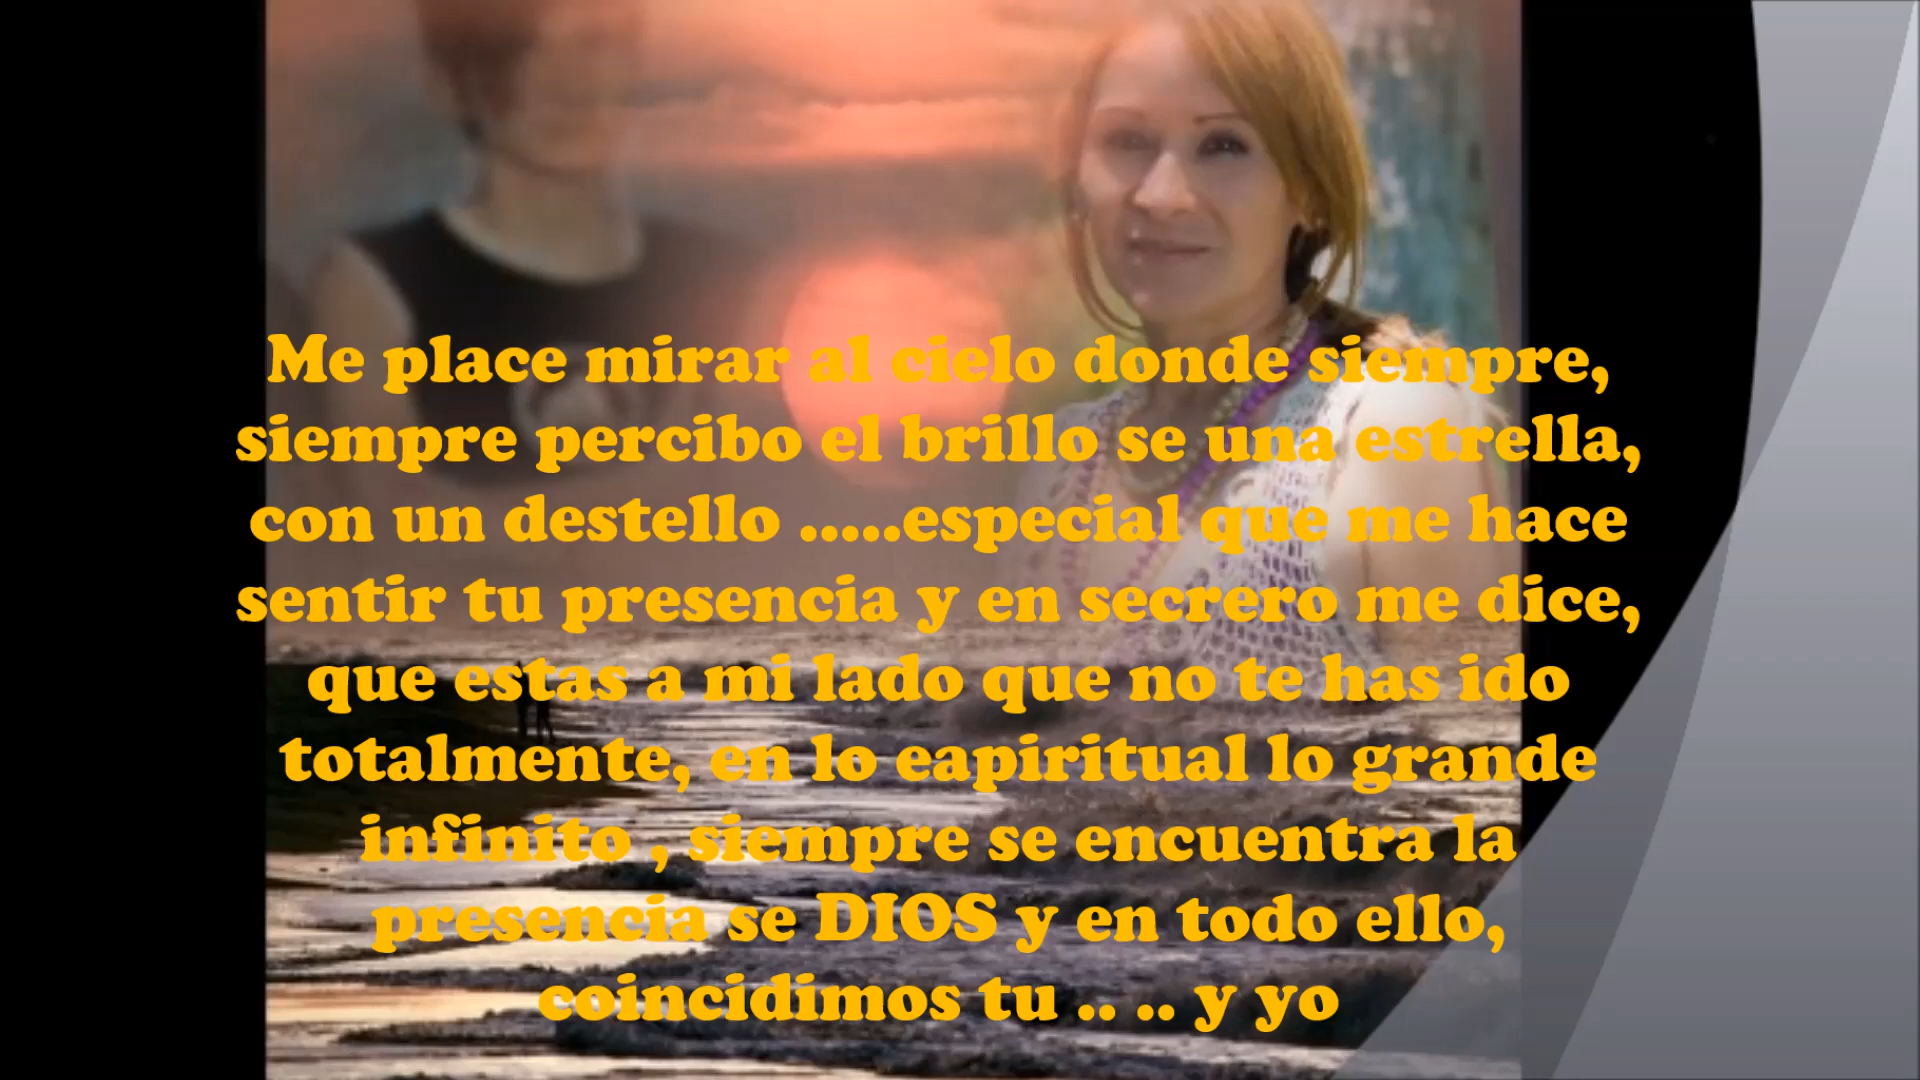 Me place mirar al cielo donde siempre,
siempre percibo el brillo se una estrella,
con un destello .....especial que me hace
sentir tu presencia y en secrero me dice,
que estas a mi lado que no te has ido
totalmente, en lo eapiritual lo grande
infinito , siempre se encuentra la
presencia se DIOS y en todo ello,
coincidimos tu .. .. y yo